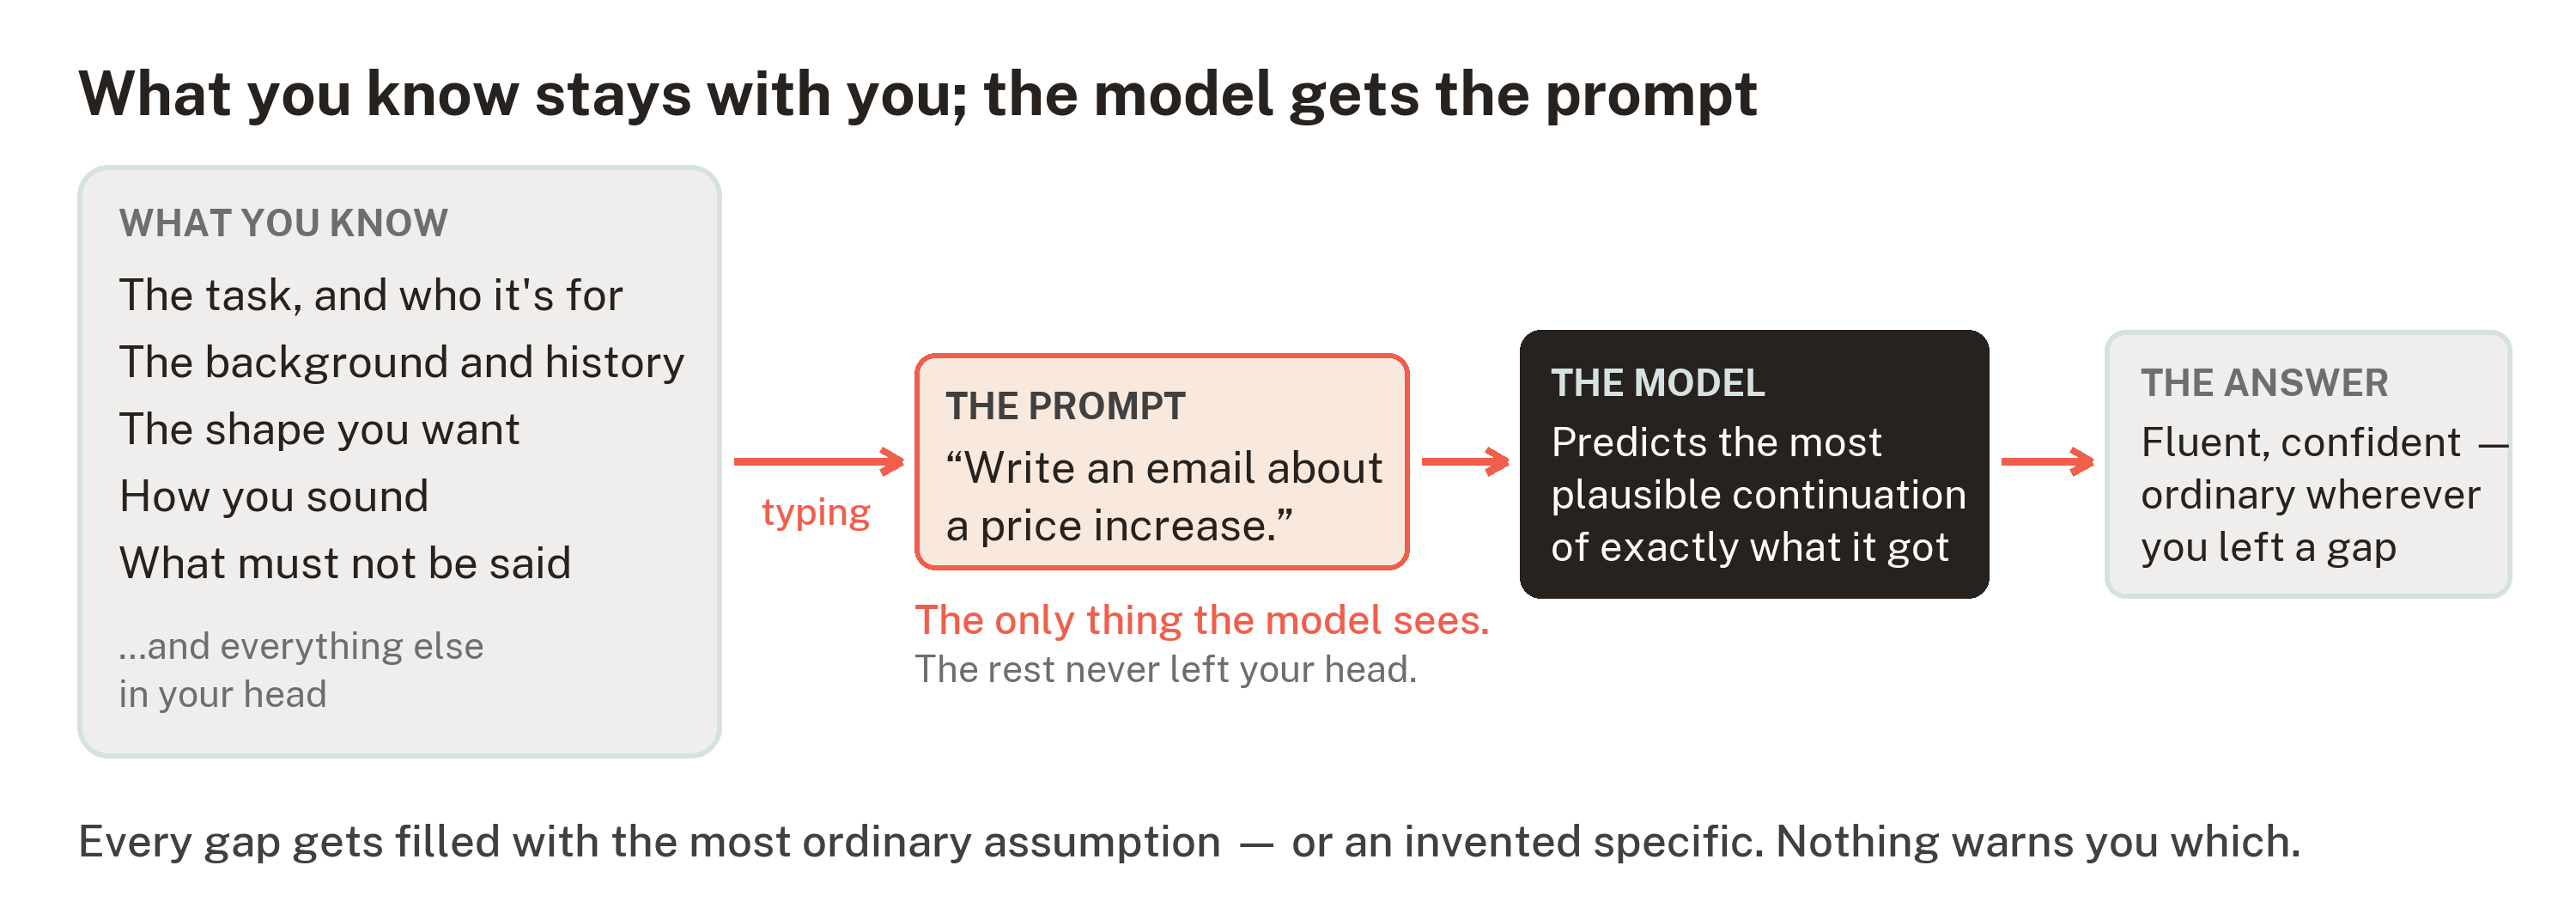 What you know stays with you; the model gets the prompt
WHAT YOU KNOW
The task, and who it's for
The background and history
The shape you want
How you sound
What must not be said
...and everything else
in your head
typing
THE PROMPT
“Write an email about
a price increase.”
The only thing the model sees.
The rest never left your head.
THE MODEL
Predicts the most
plausible continuation
of exactly what it got
THE ANSWER
Fluent, confident —
ordinary wherever
you left a gap
Every gap gets filled with the most ordinary assumption — or an invented specific. Nothing warns you which.